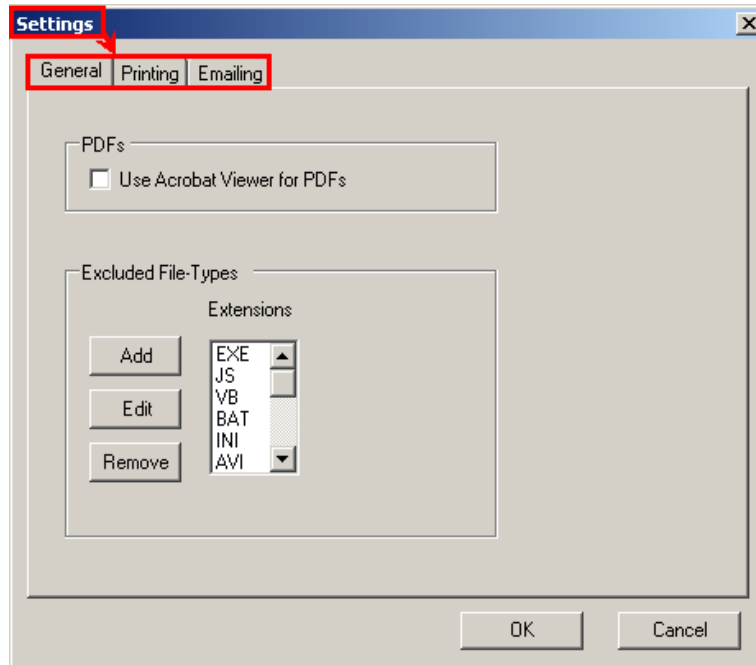 Settings
General Printing Emailing
PDFs
Use Acrobat Viewer for PDFs
Excluded File-Types
Extensions
Add
Edit
Remove
EXE
JS
VB
BAT
INI
AVI
OK Cancel